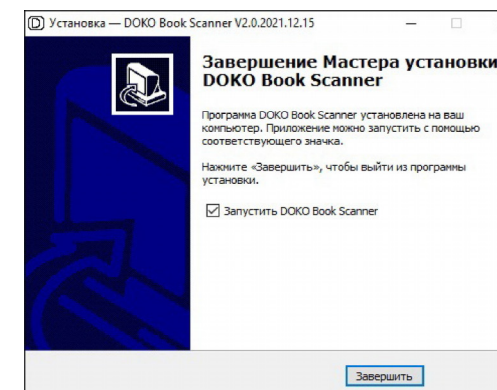 Установка — DOKO Book Scanner V2.0.2021.12.15
Завершение Мастера установки
DOKO Book Scanner
Программа DOKO Book Scanner установлена на ваш
компьютер. Приложение можно запустить с помощью
соответствующего значка.
Нажмите «Завершить», чтобы выйти из программы
установки.
Запустить DOKO Book Scanner
Завершить